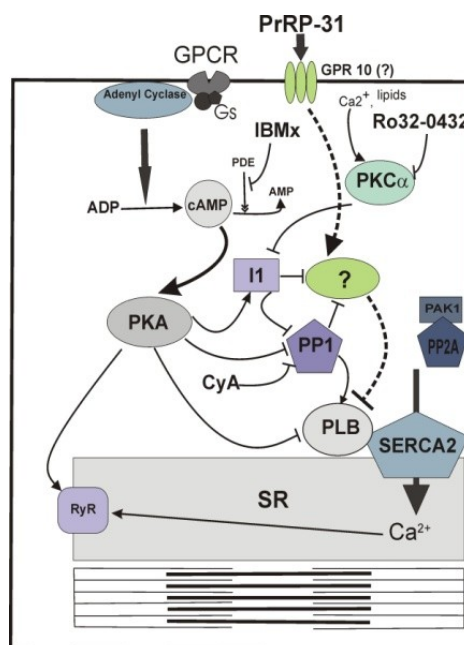 PrRP-31
GPCR
GPR 10 (?)
Adenyl Cyclase
Gs
Ca2+, lipids
IBMx
Ro32-0432
PDE
PKCα
ADP
cAMP
AMP
I1
?
PAK1
PKA
PP1
PP2A
CyA
PLB
SERCA2
SR
RyR
Ca2+